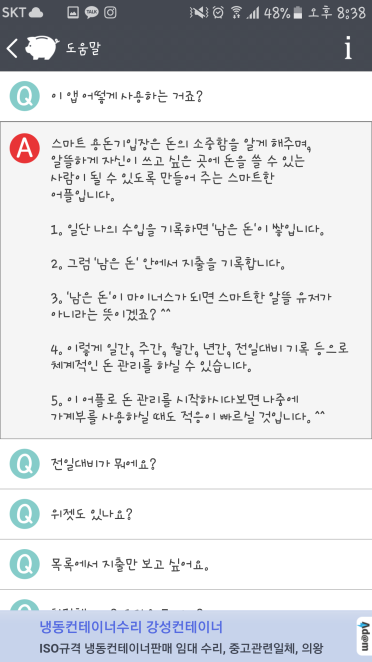 SKT 48% 오후 8:38
TALK
도움말
i
Q 이 앱 어떻게 사용하는 거죠?
A 스마트 용돈기입장은 돈의 소중함을 알게 해주며,
알뜰하게 자신이 쓰고 싶은 곳에 돈을 쓸 수 있는
사람이 될 수 있도록 만들어 주는 스마트한
어플입니다.
1. 일단 나의 수입을 기록하면 '남은 돈'이 쌓입니다.
2. 그럼 '남은 돈' 안에서 지출을 기록합니다.
3. '남은 돈'이 마이너스가 되면 스마트한 알뜰 유저가
아니라는 뜻이겠죠? ^^
4. 이렇게 일간, 주간, 월간, 년간, 전일대비 기록 등으로
체계적인 돈 관리를 하실 수 있습니다.
5. 이 어플로 돈 관리를 시작하시다보면 나중에
가계부를 사용하실 때도 적응이 빠르실 것입니다. ^^
Q 전일대비가 뭐에요?
Q 위젯도 있나요?
Q 목록에서 지출만 보고 싶어요.
Q
냉동컨테이너수리 강성컨테이너
ISO규격 냉동컨테이너판매 임대 수리, 중고관련일체, 의왕
Ad@m